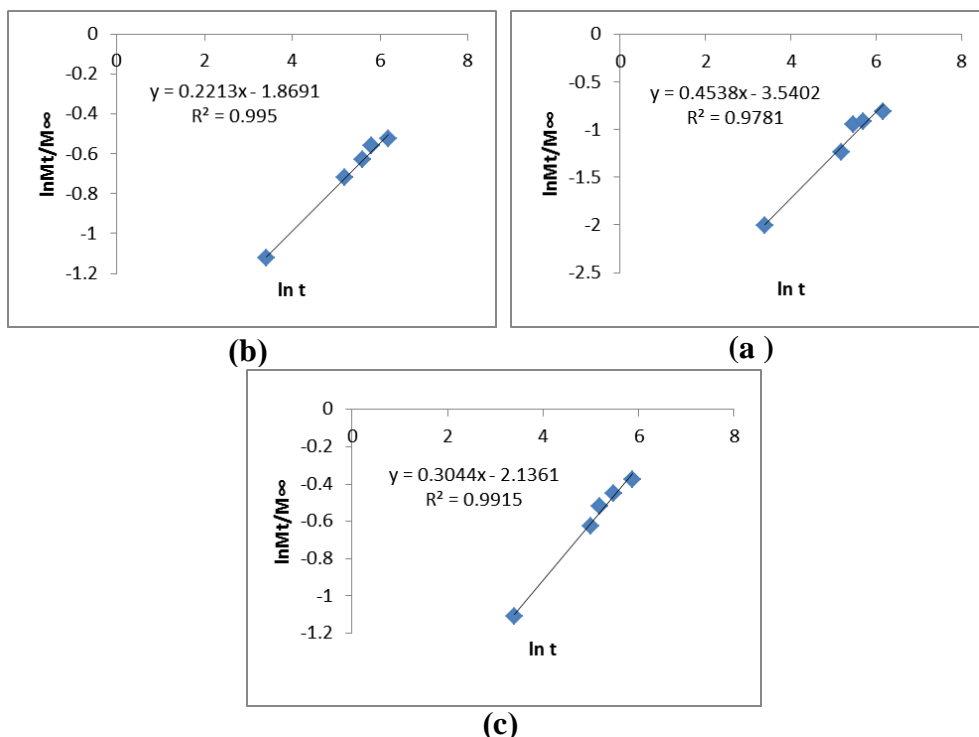 0
0 2 4 6 8
-0.2
-0.4
-0.6
-0.8
-1
-1.2
y = 0.2213x - 1.8691
R² = 0.995
lnMt/M∞
ln t
(b)
0
0 2 4 6 8
-0.5
-1
-1.5
-2
-2.5
y = 0.4538x - 3.5402
R² = 0.9781
lnMt/M∞
ln t
(a )
0
0 2 4 6 8
-0.2
-0.4
-0.6
-0.8
-1
-1.2
y = 0.3044x - 2.1361
R² = 0.9915
lnMt/M∞
ln t
(c)